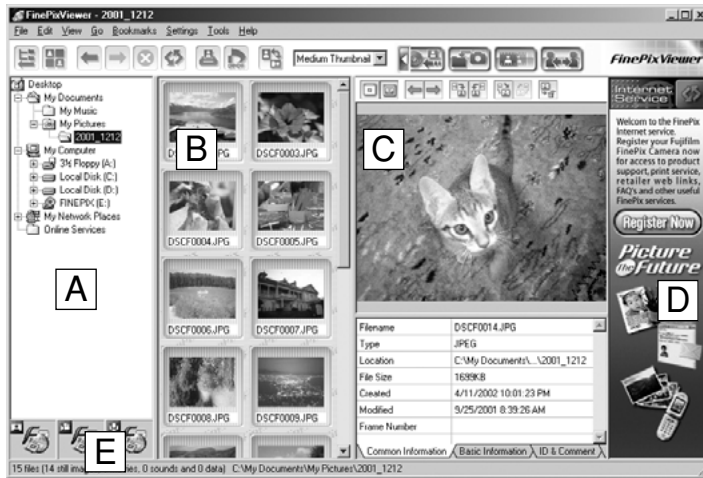 FinePixViewer - 2001_1212
File Edit View Go Bookmarks Settings Tools Help
Medium Thumbnail
FinePixViewer
Desktop
My Documents
My Music
My Pictures
2001_1212
My Computer
3½ Floppy (A:)
Local Disk (C:)
Local Disk (D:)
FINEPIX (E:)
My Network Places
Online Services
A
B
.JPG
DSCF0003.JPG
DSCF0004.JPG
DSCF0005.JPG
DSCF0006.JPG
DSCF0007.JPG
DSCF0008.JPG
DSCF0009.JPG
C
Filename DSCF0014.JPG
Type JPEG
Location C:\My Documents\...\2001_1212
File Size 1689KB
Created 4/11/2002 10:01:23 PM
Modified 9/25/2001 8:39:26 AM
Frame Number
Common Information Basic Information ID & Comment
Internet
Service
Welcom to the FinePix
Internet service.
Register your Fujifilm
FinePix Camera now
for access to product
support, print service,
retailer web links,
FAQ's and other useful
FinePix services.
Register Now
Picture
the Future
D
E
15 files (14 still ima ies. 0 sounds and 0 data) C:\My Documents\My Pictures\2001_1212